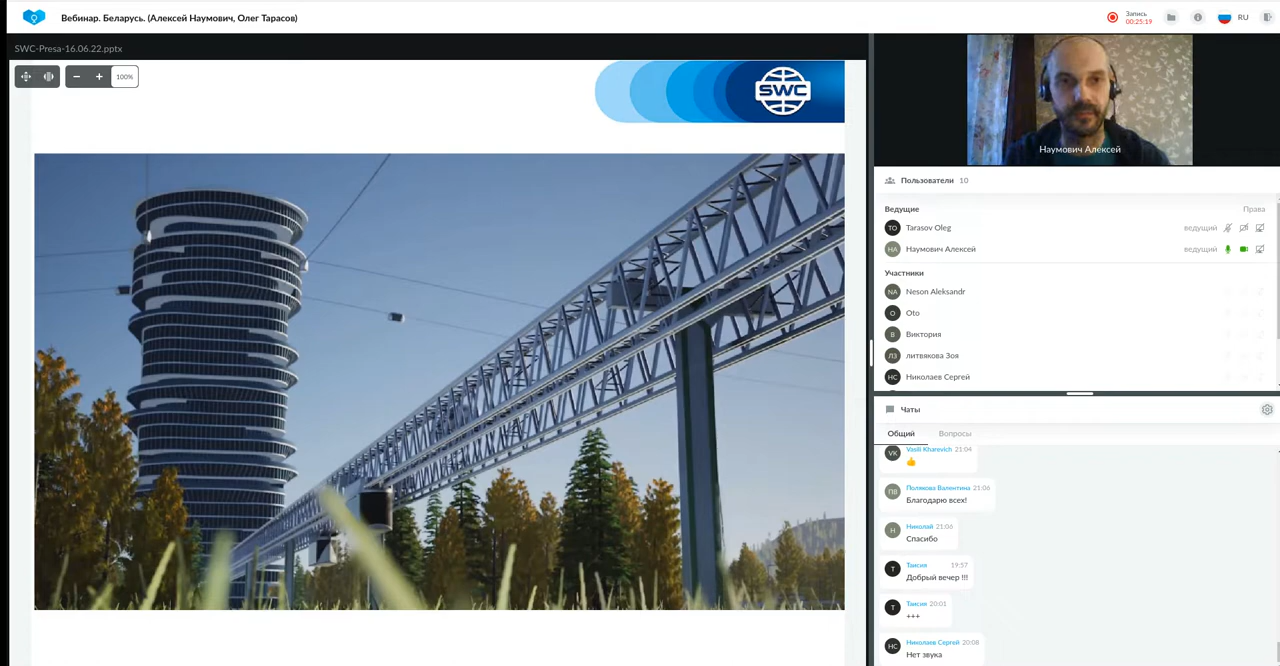 Вебинар. Беларусь. (Алексей Наумович, Олег Тарасов)
Запись
00:25:19
RU
SWC-Presa-16.06.22.pptx
100%
SWC
Наумович Алексей
Пользователи 10
Ведущие Права
TO Tarasov Oleg ведущий
НА Наумович Алексей ведущий
Участники
NA Neson Aleksandr
O Oto
В Виктория
ЛЗ литвякова Зоя
НС Николаев Сергей
Чаты
Общий Вопросы
VK Vasili Kharevich 21:04
ПВ Полякова Валентина 21:06
Благодарю всех!
Н Николай 21:06
Спасибо
Т Таисия 19:57
Добрый вечер !!!
Т Таисия 20:01
+++
НС Николаев Сергей 20:08
Нет звука